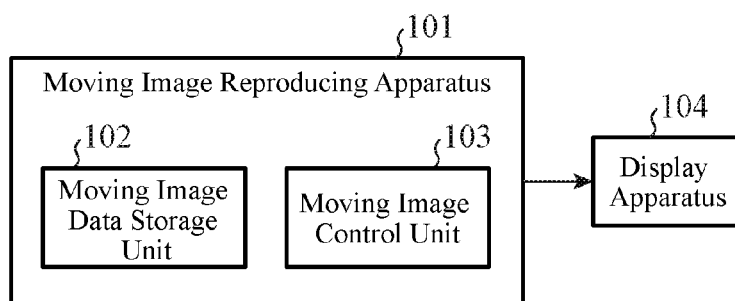 101
Moving Image Reproducing Apparatus
102
Moving Image
Data Storage
Unit
103
Moving Image
Control Unit
104
Display
Apparatus